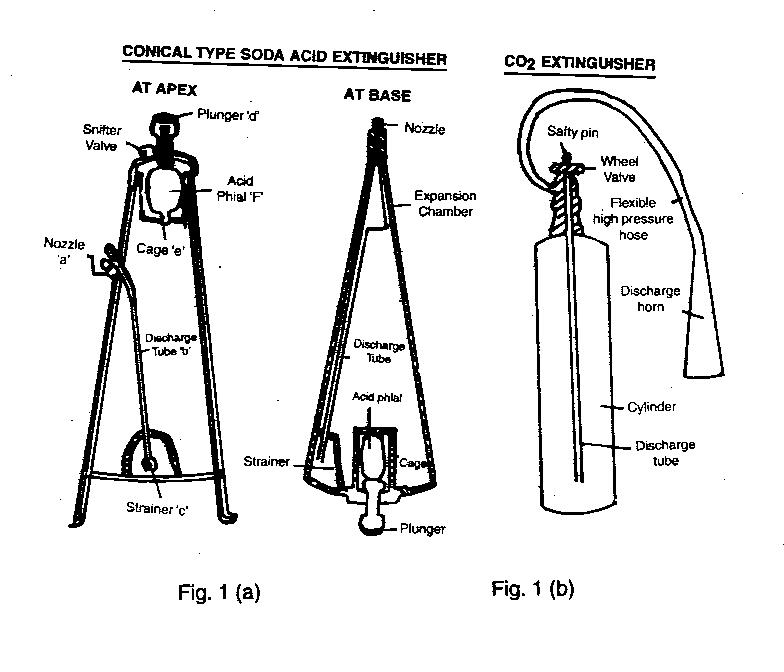 CONICAL TYPE SODA ACID EXTINGUISHER
AT APEX
Plunger 'd'
Snifter
Valve
Acid
Phial 'F'
Cage 'e'
Nozzle
'a'
Discharge
Tube 'b'
Strainer 'c'
AT BASE
Nozzle
Expansion
Chamber
Discharge
Tube
Acid phial
Strainer
Cage
Plunger
Fig. 1 (a)
CO2 EXTINGUISHER
Safty pin
Wheel
Valve
Flexible
high pressure
hose
Discharge
horn
Cylinder
Discharge
tube
Fig. 1 (b)